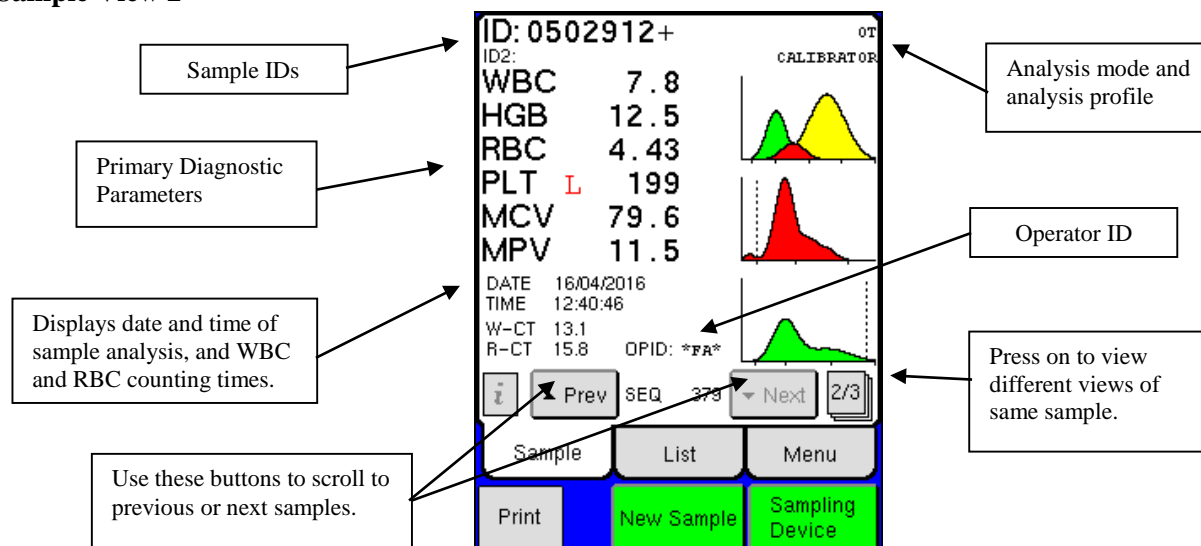 Sample View 2
ID: 0502912+
OT
ID2:
CALIBRATOR
WBC 7.8
HGB 12.5
RBC 4.43
PLT L 199
MCV 79.6
MPV 11.5
DATE 16/04/2016
TIME 12:40:46
W-CT 13.1
R-CT 15.8 OPID: *FA*
i Prev SEQ 379 Next 2/3
Sample List Menu
Print New Sample Sampling
Device
Sample IDs
Primary Diagnostic
Parameters
Displays date and time of
sample analysis, and WBC
and RBC counting times.
Use these buttons to scroll to
previous or next samples.
Analysis mode and
analysis profile
Operator ID
Press on to view
different views of
same sample.